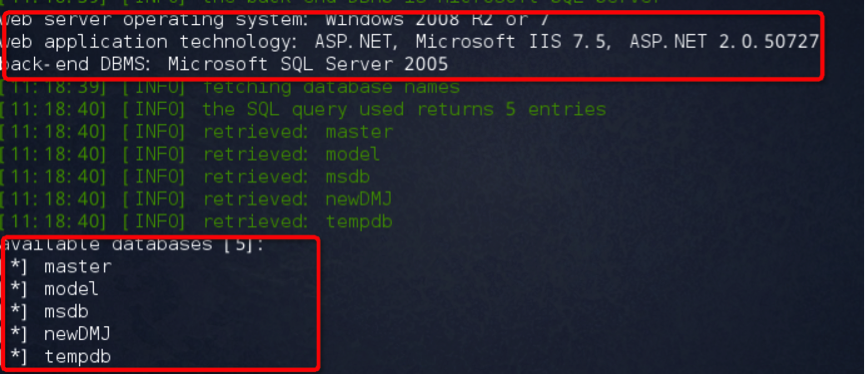 the back-end DBMS is Microsoft SQL Server
web server operating system: Windows 2008 R2 or 7
web application technology: ASP.NET, Microsoft IIS 7.5, ASP.NET 2.0.50727
back-end DBMS: Microsoft SQL Server 2005
[11:18:39] [INFO] fetching database names
[11:18:40] [INFO] the SQL query used returns 5 entries
[11:18:40] [INFO] retrieved: master
[11:18:40] [INFO] retrieved: model
[11:18:40] [INFO] retrieved: msdb
[11:18:40] [INFO] retrieved: newDMJ
[11:18:40] [INFO] retrieved: tempdb
available databases [5]:
*] master
*] model
*] msdb
*] newDMJ
*] tempdb